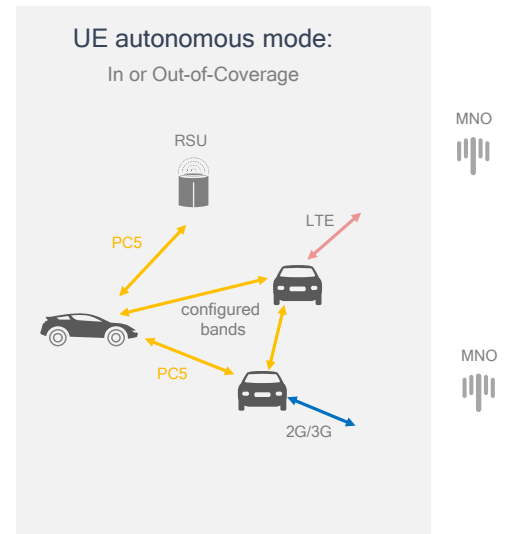 UE autonomous mode:
In or Out-of-Coverage
MNO
RSU
LTE
PC5
configured
bands
MNO
PC5
2G/3G